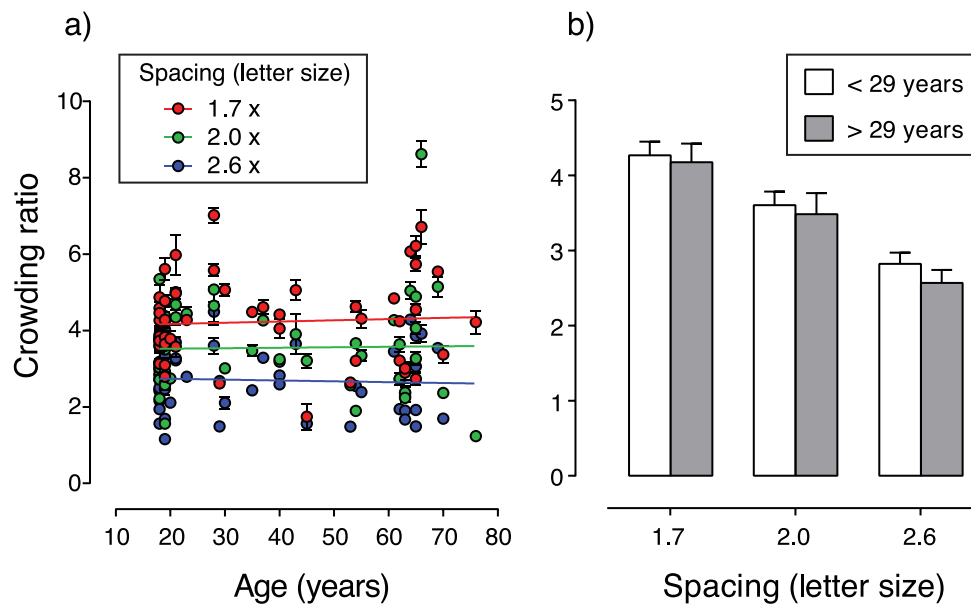 a)
Spacing (letter size)
1.7 x
2.0 x
2.6 x
10
8
6
4
2
0
Crowding ratio
10 20 30 40 50 60 70 80
Age (years)
b)
< 29 years
> 29 years
5
4
3
2
1
0
1.7 2.0 2.6
Spacing (letter size)